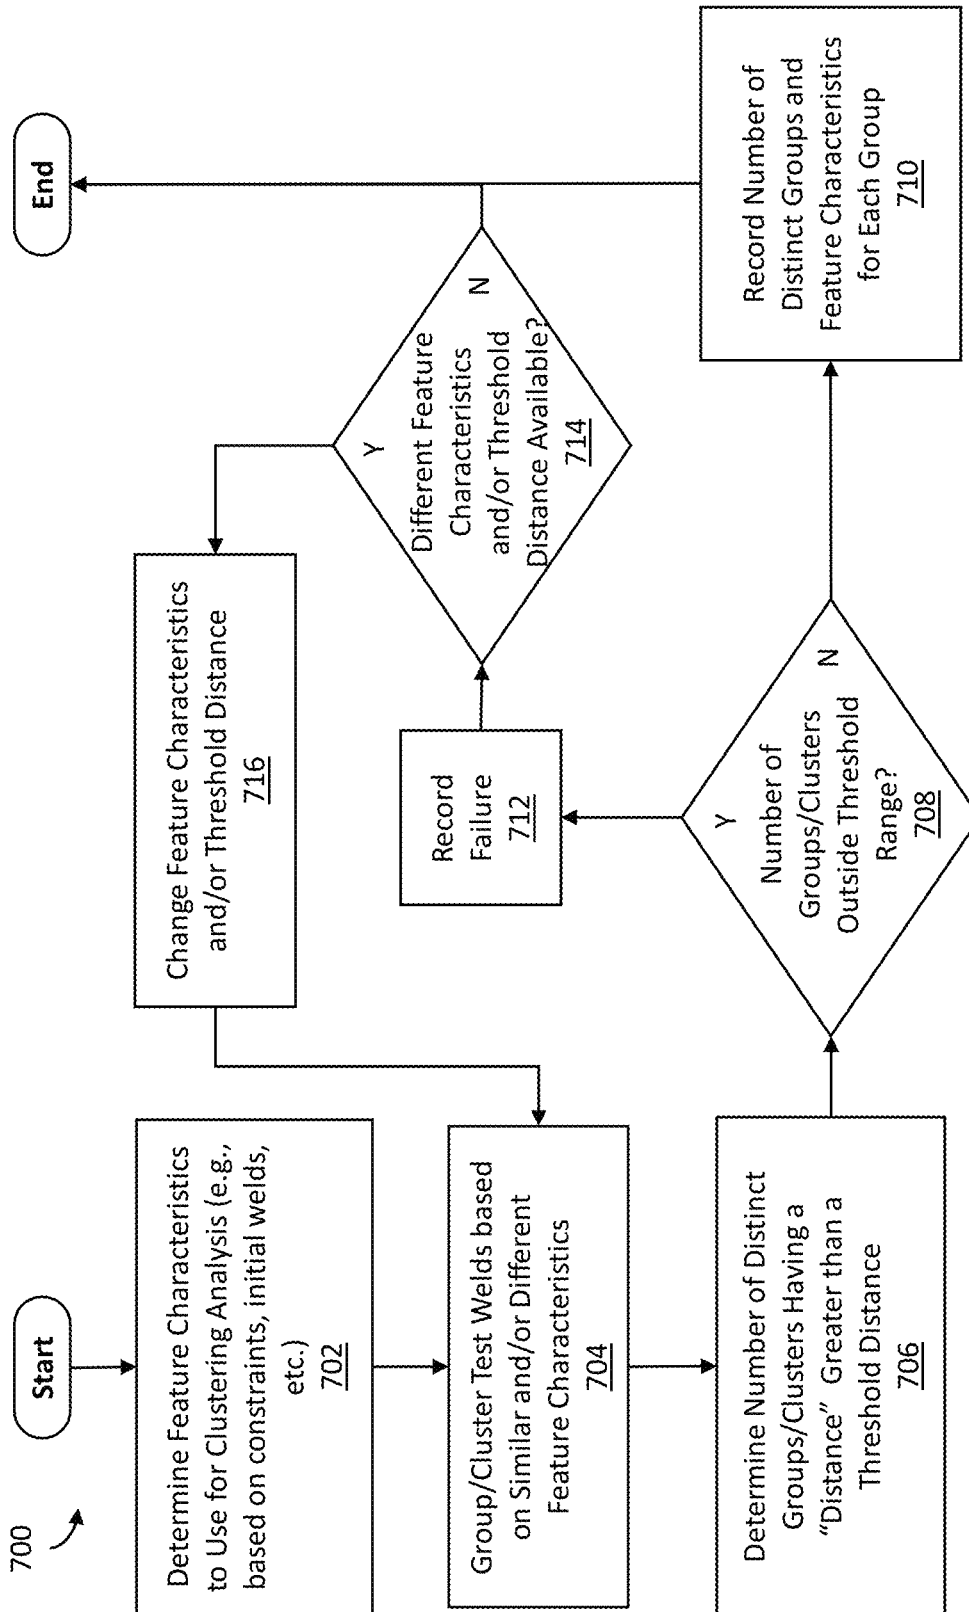 700
Start
Determine Feature Characteristics
to Use for Clustering Analysis (e.g.,
based on constraints, initial welds,
etc.)
702
Group/Cluster Test Welds based
on Similar and/or Different
Feature Characteristics
704
Determine Number of Distinct
Groups/Clusters Having a
“Distance” Greater than a
Threshold Distance
706
Y
Number of
Groups/Clusters
Outside Threshold
Range?
708
N
Record
Failure
712
Change Feature Characteristics
and/or Threshold Distance
716
Y
Different Feature
Characteristics
and/or Threshold
Distance Available?
714
N
Record Number of
Distinct Groups and
Feature Characteristics
for Each Group
710
End